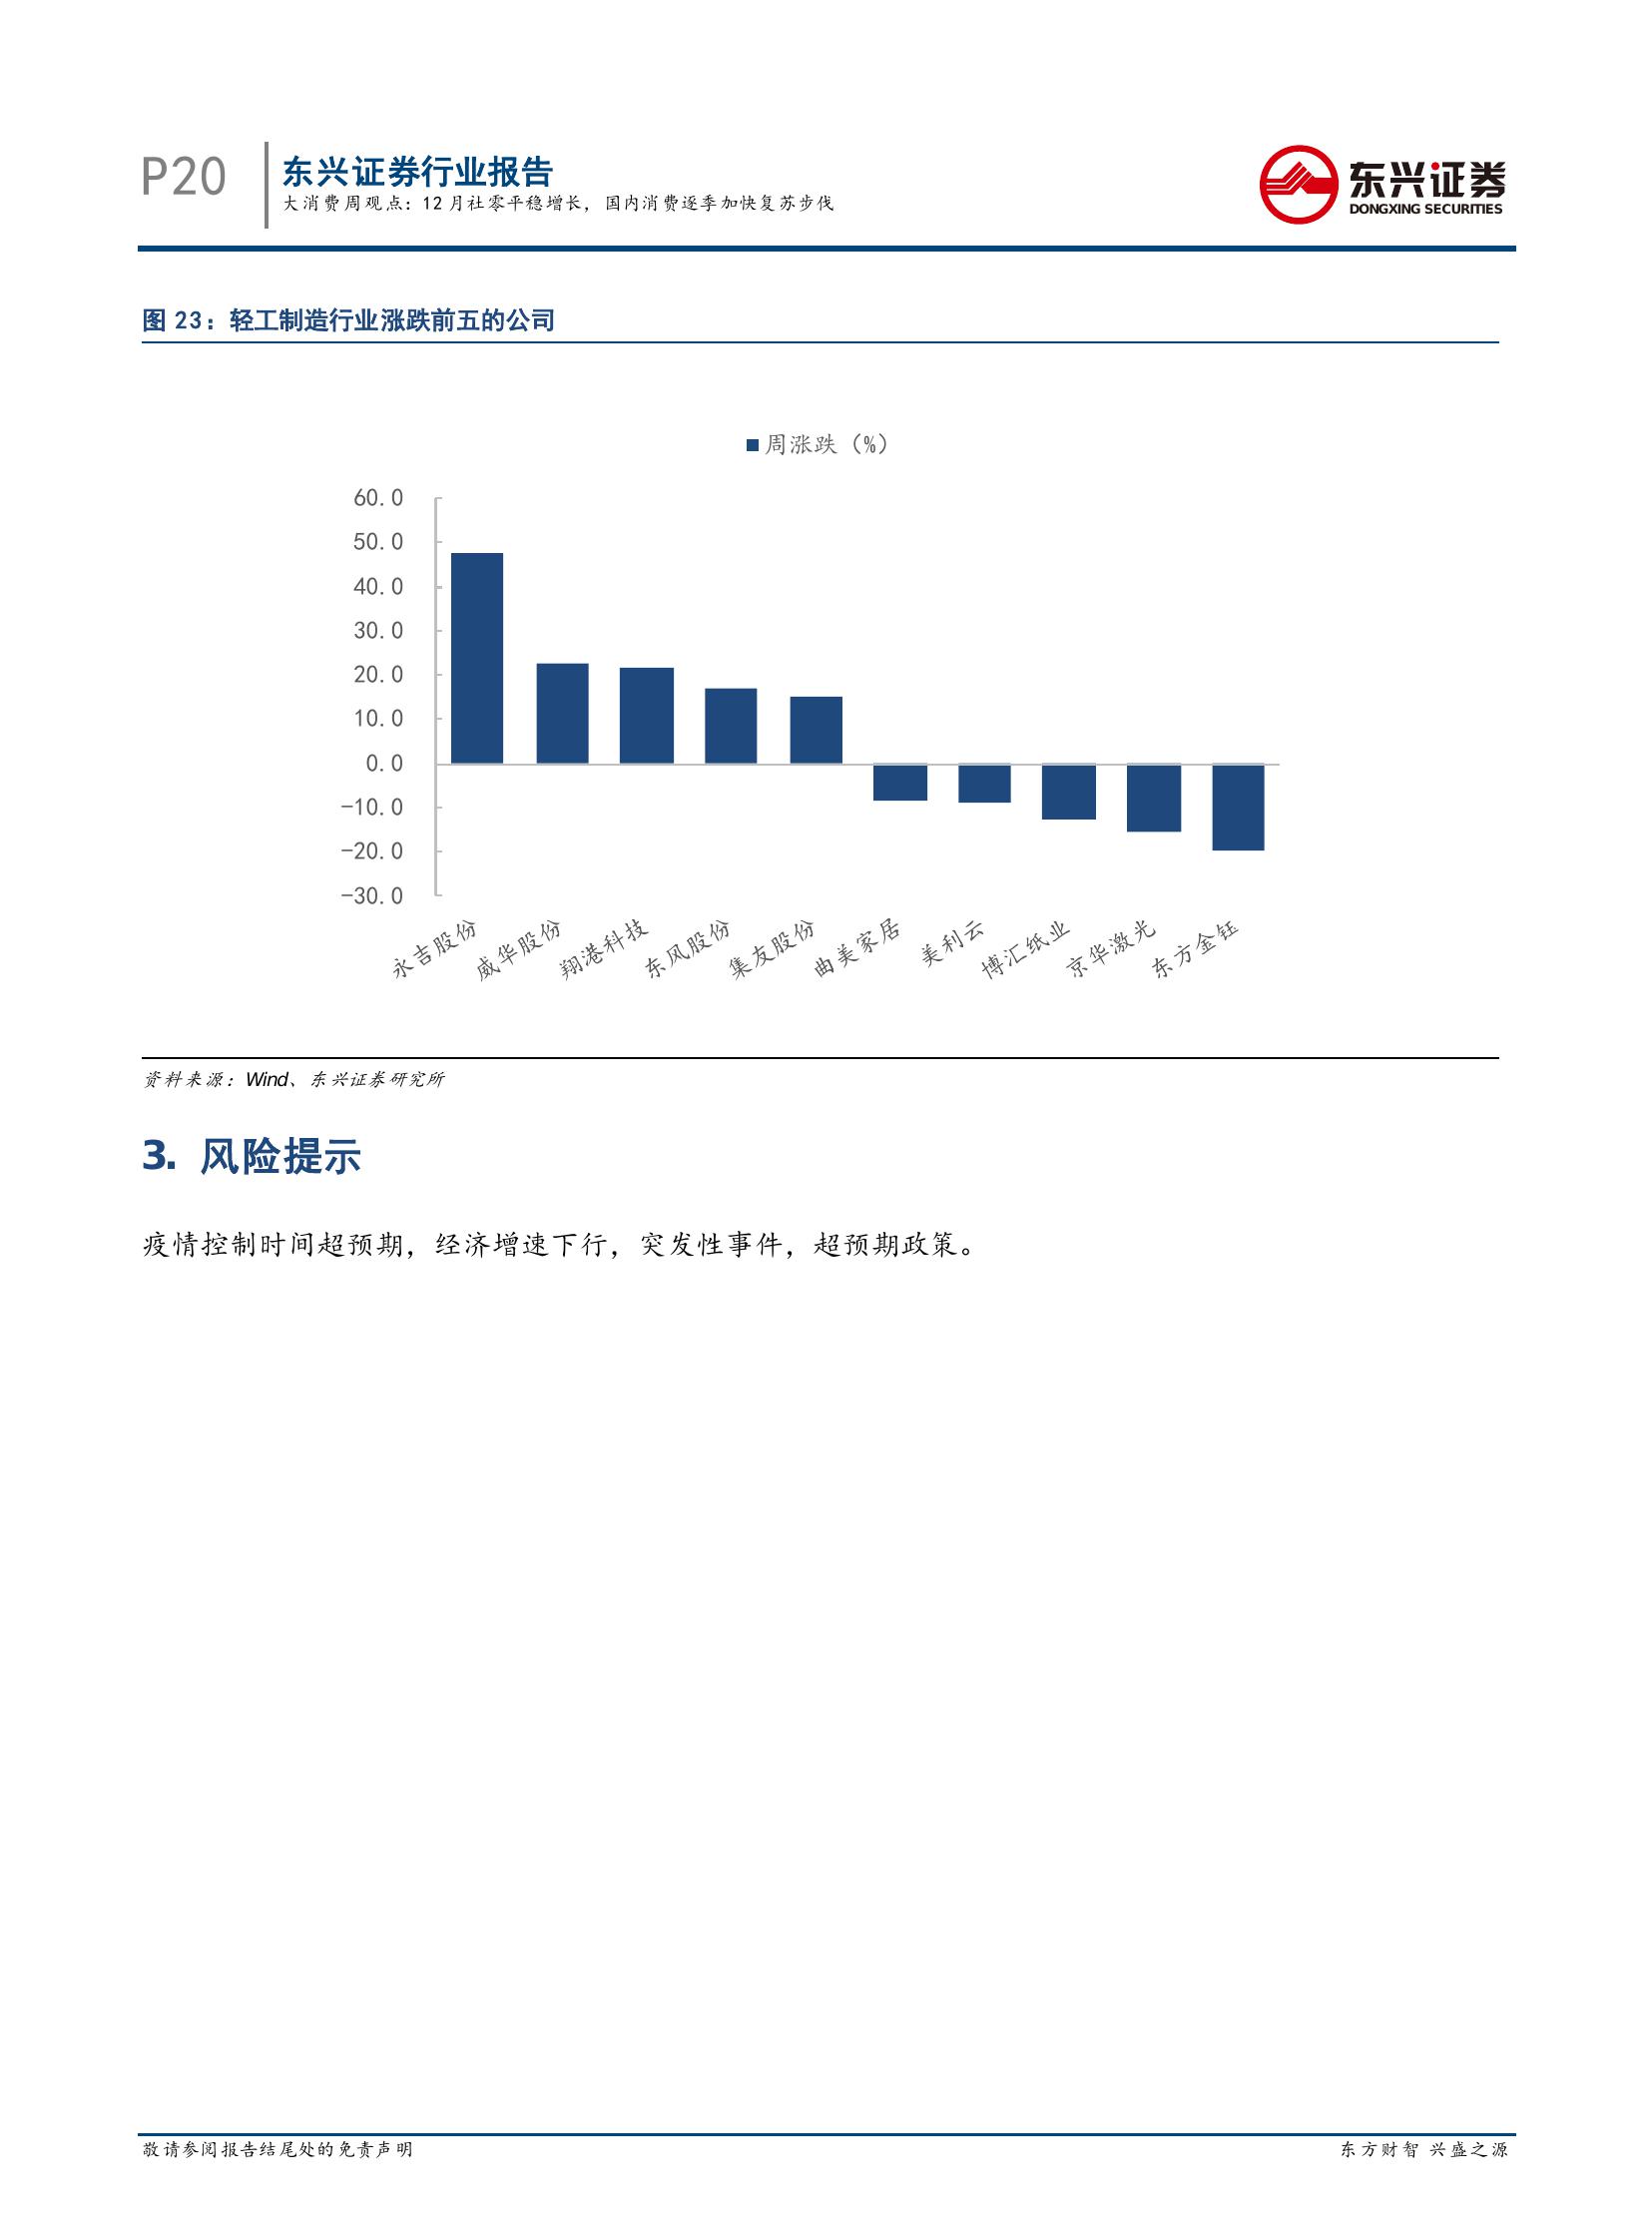 P20
东兴证券行业报告
大消费周观点：12月社零平稳增长，国内消费逐季加快复苏步伐
东兴证券
DONGXING SECURITIES
图 23：轻工制造行业涨跌前五的公司
周涨跌（%）
60.0
50.0
40.0
30.0
20.0
10.0
0.0
-10.0
-20.0
-30.0
永吉股份
威华股份
翔港科技
东风股份
集友股份
曲美家居
美利云
博汇纸业
京华激光
东方金钰
资料来源：Wind、东兴证券研究所
3. 风险提示
疫情控制时间超预期，经济增速下行，突发性事件，超预期政策。
敬请参阅报告结尾处的免责声明
东方财智 兴盛之源